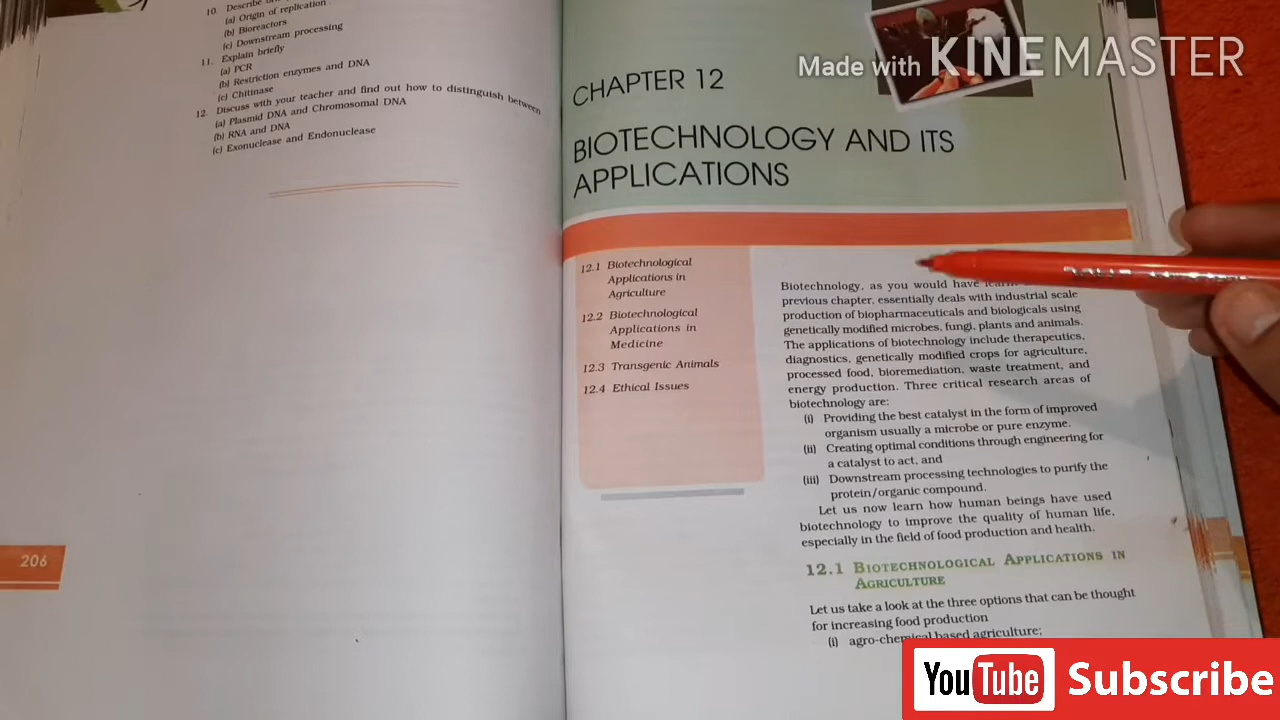 10. Describe
(a) Origin of replication
(b) Bioreactors
(c) Downstream processing
11. Explain briefly
(a) PCR
(b) Restriction enzymes and DNA
(c) Chitinase
12. Discuss with your teacher and find out how to distinguish between
(a) Plasmid DNA and Chromosomal DNA
(b) RNA and DNA
(c) Exonuclease and Endonuclease
206
Made with KINEMASTER
CHAPTER 12
BIOTECHNOLOGY AND ITS
APPLICATIONS
12.1 Biotechnological
Applications in
Agriculture
12.2 Biotechnological
Applications in
Medicine
12.3 Transgenic Animals
12.4 Ethical Issues
Biotechnology, as you would have
previous chapter, essentially deals with industrial scale
production of biopharmaceuticals and biologicals using
genetically modified microbes, fungi, plants and animals.
The applications of biotechnology include therapeutics,
diagnostics, genetically modified crops for agriculture,
processed food, bioremediation, waste treatment, and
energy production. Three critical research areas of
biotechnology are:
(i) Providing the best catalyst in the form of improved
organism usually a microbe or pure enzyme.
(ii) Creating optimal conditions through engineering for
a catalyst to act, and
(iii) Downstream processing technologies to purify the
protein/organic compound.
Let us now learn how human beings have used
biotechnology to improve the quality of human life,
especially in the field of food production and health.
12.1 BIOTECHNOLOGICAL APPLICATIONS IN
AGRICULTURE
Let us take a look at the three options that can be thought
for increasing food production
(i) agro-chemical based agriculture;
YouTube Subscribe